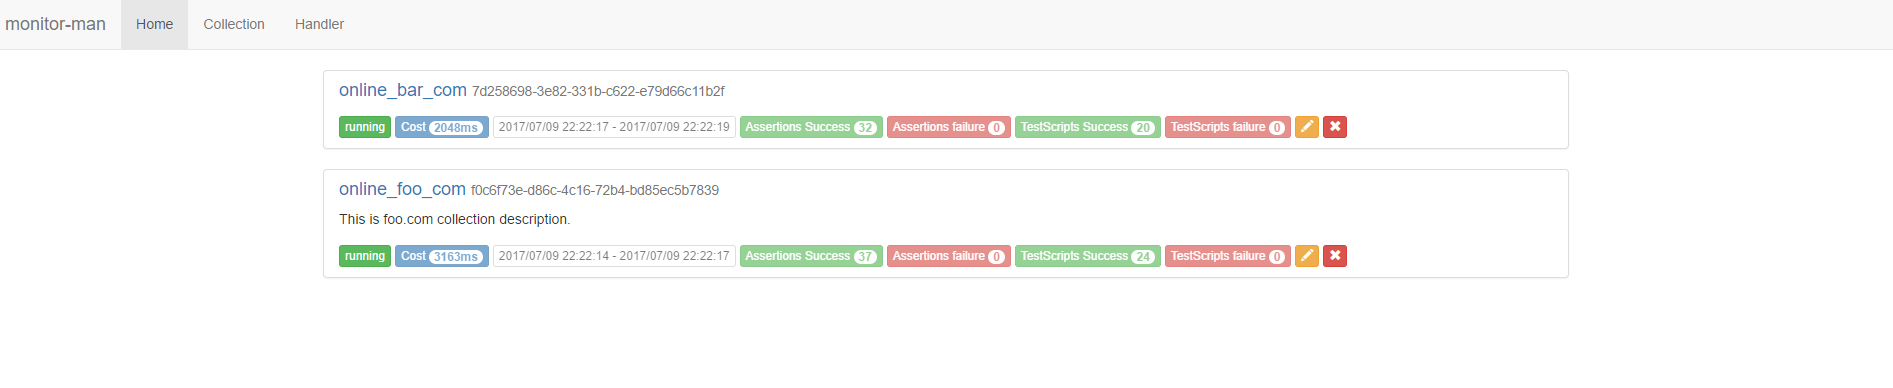 monitor-man Home Collection Handler
online_bar_com 7d258698-3e82-331b-c622-e79d66c11b2f
running Cost 2048ms 2017/07/09 22:22:17 - 2017/07/09 22:22:19 Assertions Success 32 Assertions failure 0 TestScripts Success 20 TestScripts failure 0
online_foo_com f0c6f73e-d86c-4c16-72b4-bd85ec5b7839
This is foo.com collection description.
running Cost 3163ms 2017/07/09 22:22:14 - 2017/07/09 22:22:17 Assertions Success 37 Assertions failure 0 TestScripts Success 24 TestScripts failure 0